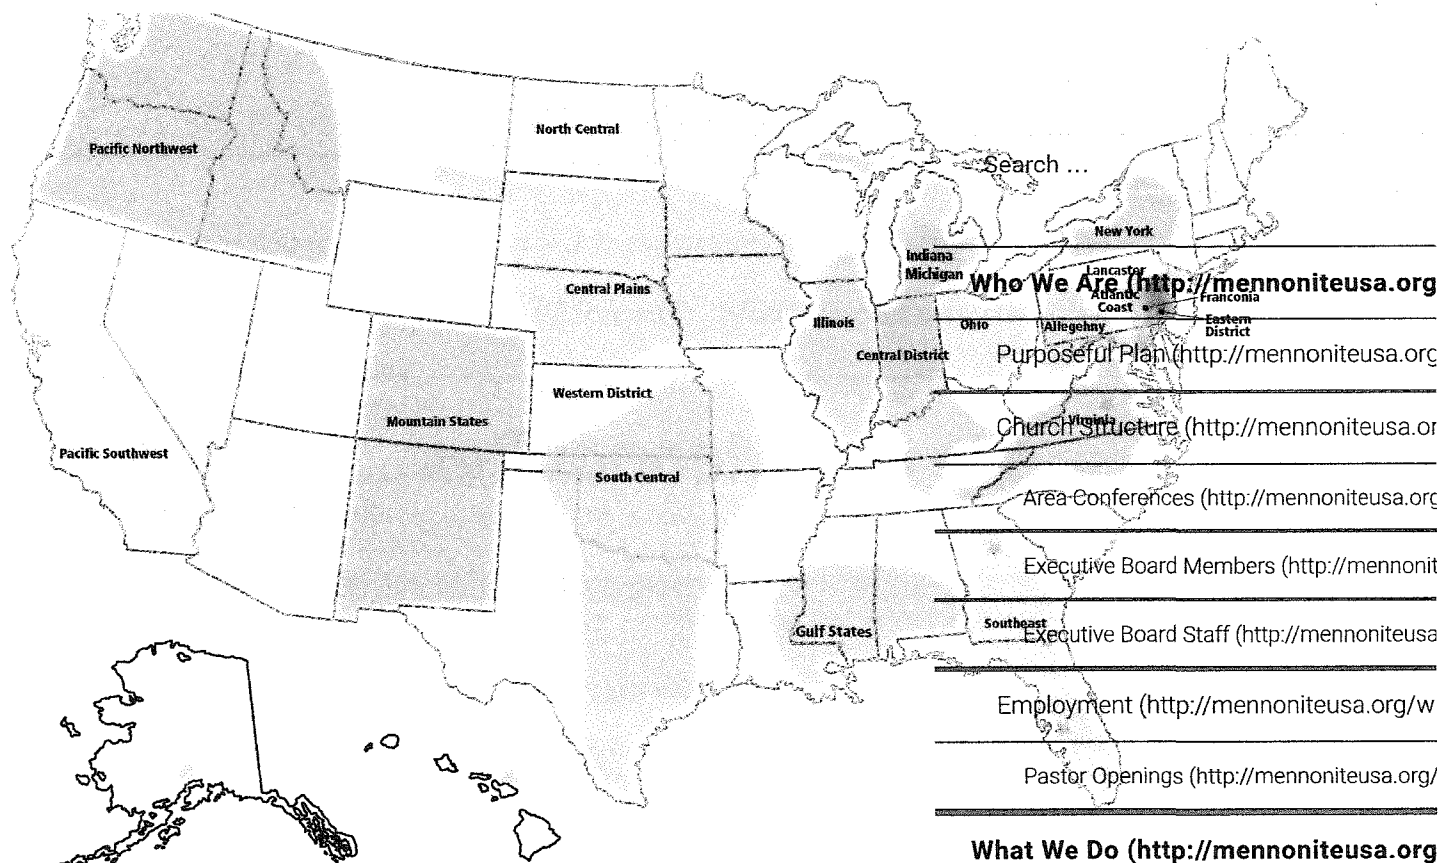 North Central
Pacific Northwest
Search ...
New York
Indiana
Michigan
Lancaster
Who We Are (http://mennoniteusa.org
Central Plains
Atlantic
Coast
Franconia
Illinois
Ohio
Allegehny
Eastern
District
Central District
Purposeful Plan (http://mennoniteusa.org
Western District
Mountain States
Virginia
Church Structure (http://mennoniteusa.or
Pacific Southwest
South Central
Area Conferences (http://mennoniteusa.org
Executive Board Members (http://mennonit
Gulf States
Southeast
Executive Board Staff (http://mennoniteusa
Employment (http://mennoniteusa.org/w
Pastor Openings (http://mennoniteusa.org/
What We Do (http://mennoniteusa.org